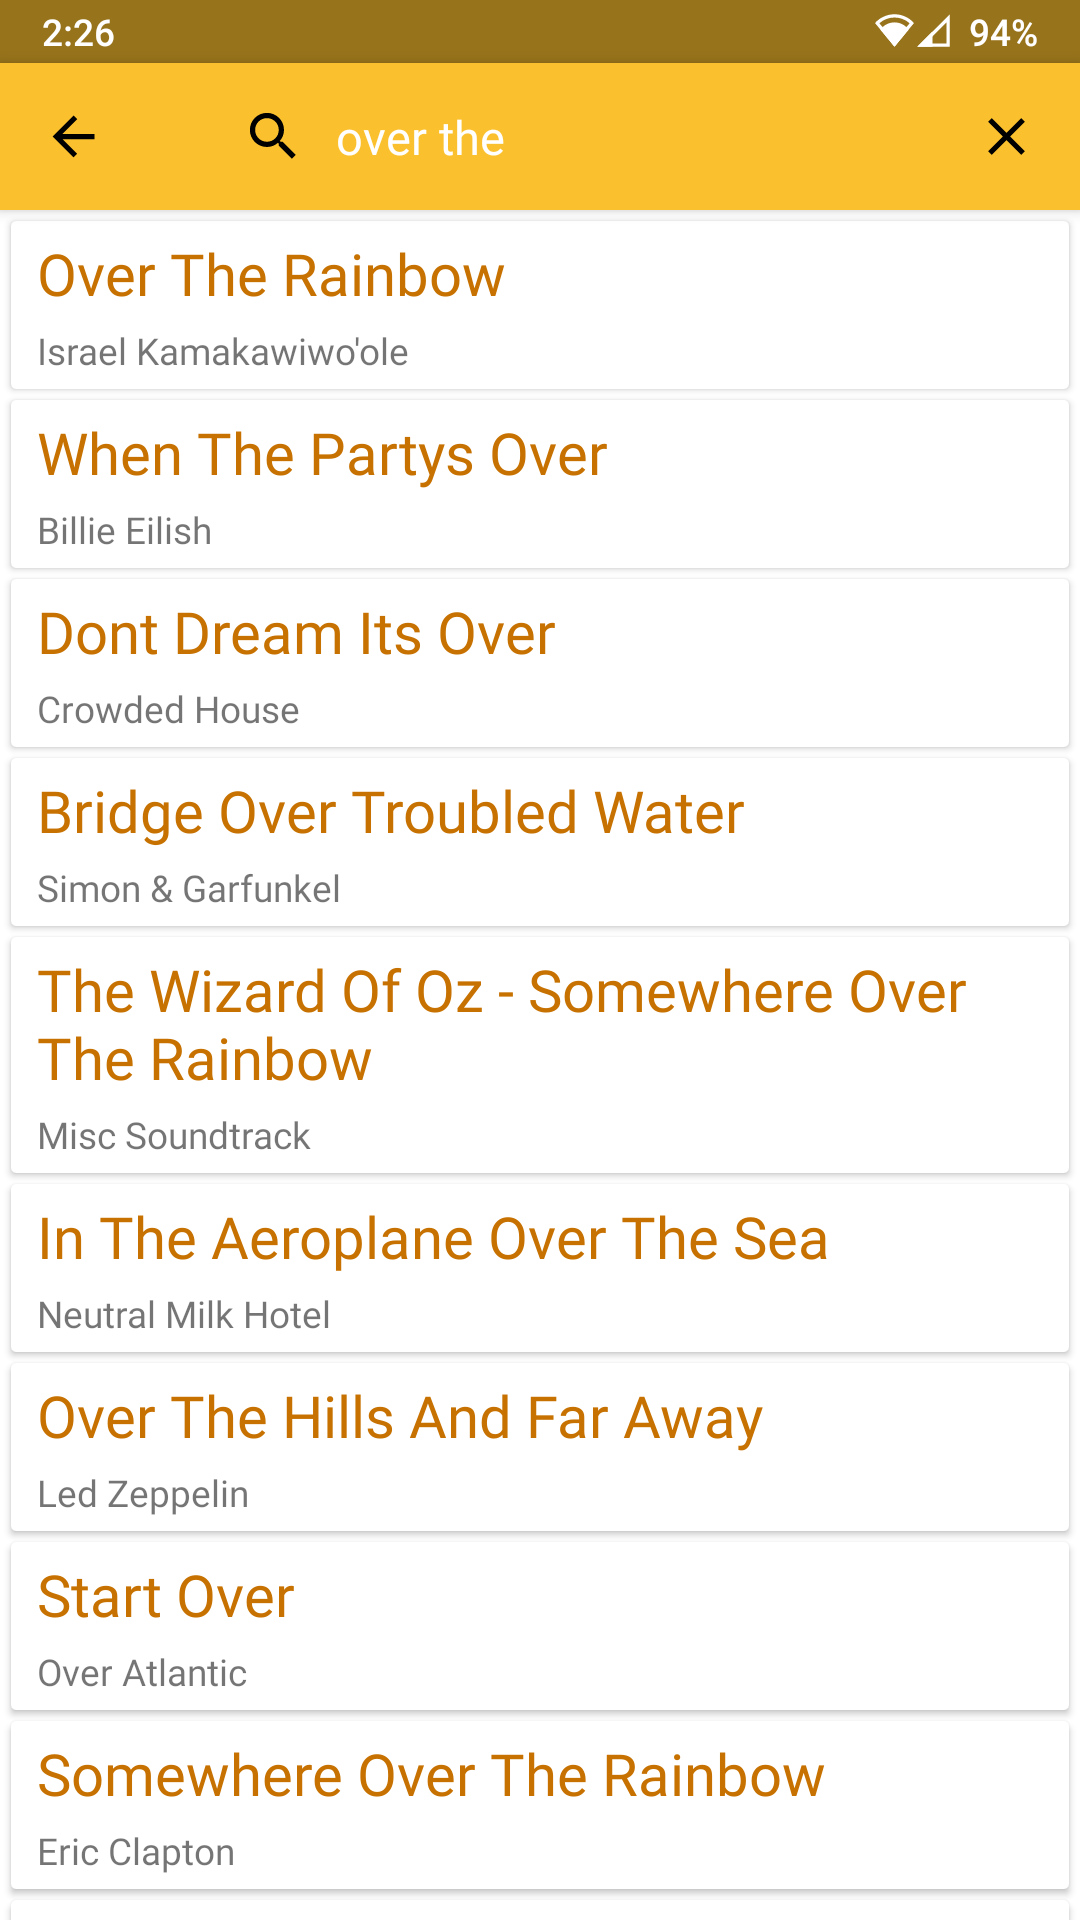 2:26
94%
over the
Over The Rainbow
Israel Kamakawiwo'ole
When The Partys Over
Billie Eilish
Dont Dream Its Over
Crowded House
Bridge Over Troubled Water
Simon & Garfunkel
The Wizard Of Oz - Somewhere Over
The Rainbow
Misc Soundtrack
In The Aeroplane Over The Sea
Neutral Milk Hotel
Over The Hills And Far Away
Led Zeppelin
Start Over
Over Atlantic
Somewhere Over The Rainbow
Eric Clapton